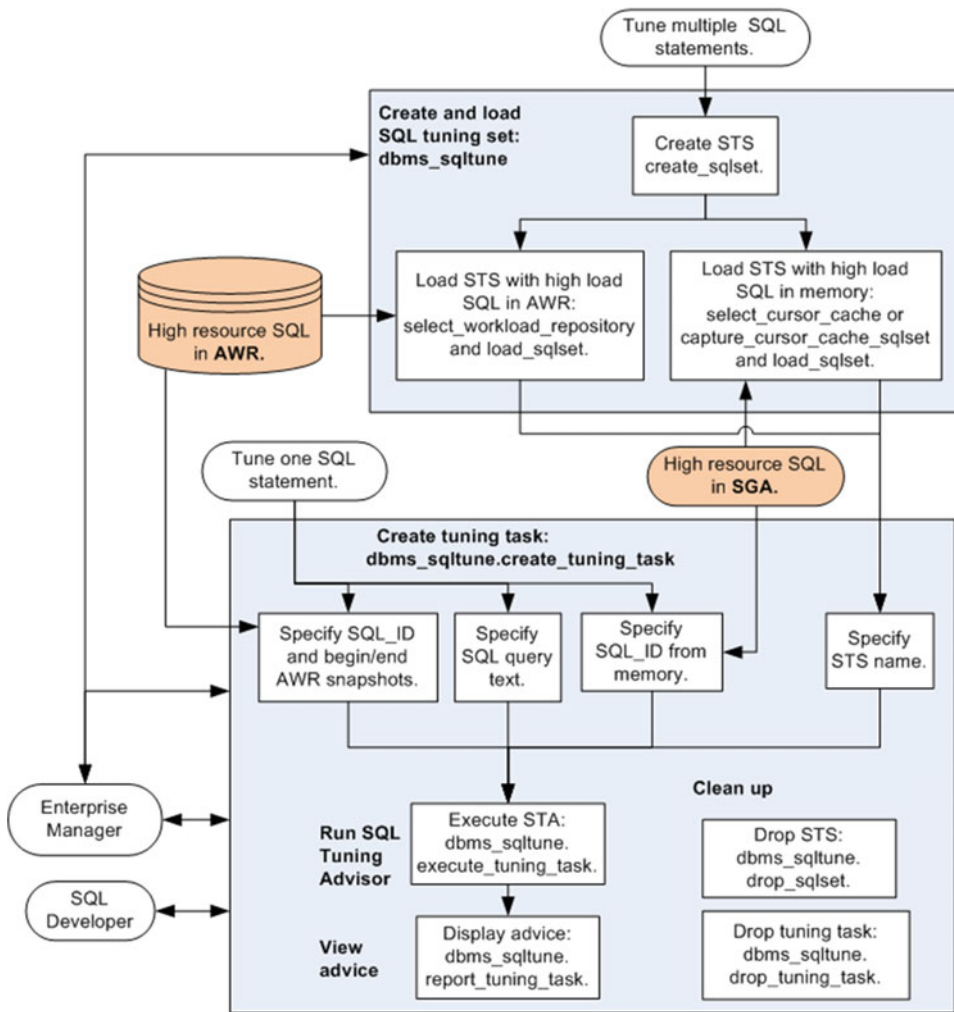 Tune multiple SQL
statements.
Create and load
SQL tuning set:
dbms_sqltune
Create STS
create_sqlset.
High resource SQL
in AWR.
Load STS with high load
SQL in AWR:
select_workload_repository
and load_sqlset.
Load STS with high load
SQL in memory:
select_cursor_cache or
capture_cursor_cache_sqlset
and load_sqlset.
Tune one SQL
statement.
High resource SQL
in SGA.
Create tuning task:
dbms_sqltune.create_tuning_task
Specify SQL_ID
and begin/end
AWR snapshots.
Specify
SQL query
text.
Specify
SQL_ID from
memory.
Specify
STS name.
Enterprise
Manager
SQL
Developer
Run SQL
Tuning
Advisor
Execute STA:
dbms_sqltune.
execute_tuning_task.
View
advice
Display advice:
dbms_sqltune.
report_tuning_task.
Clean up
Drop STS:
dbms_sqltune.
drop_sqlset.
Drop tuning task:
dbms_sqltune.
drop_tuning_task.